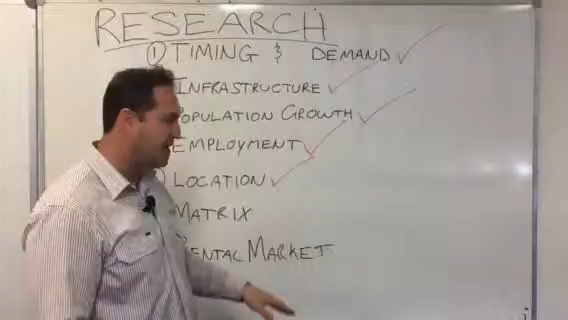 RESEARCH
① TIMING & DEMAND ✓
INFRASTRUCTURE ✓
POPULATION GROWTH ✓
EMPLOYMENT ✓
LOCATION ✓
MATRIX
RENTAL MARKET